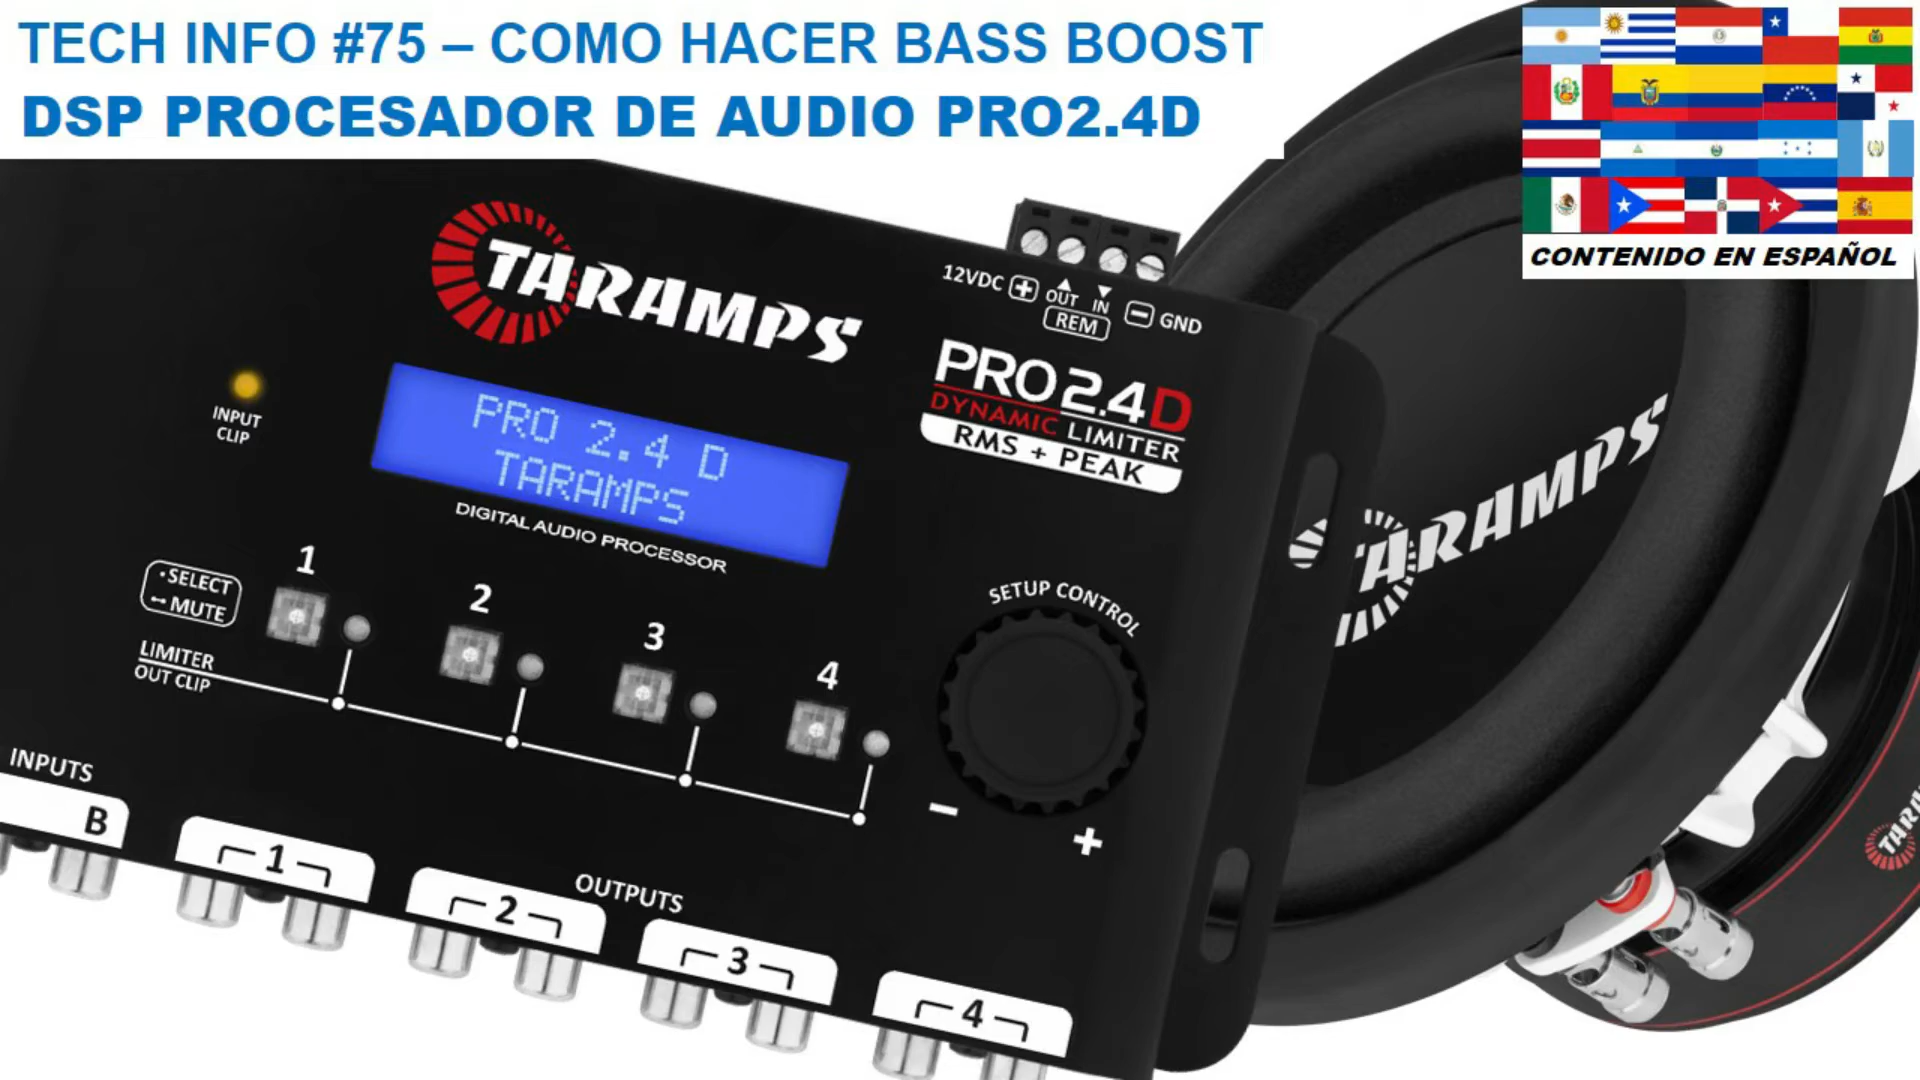 TECH INFO #75 – COMO HACER BASS BOOST
DSP PROCESADOR DE AUDIO PRO2.4D
CONTENIDO EN ESPAÑOL
TARAMPS
12VDC + OUT IN − GND
REM
PRO2.4D
DYNAMIC LIMITER
RMS + PEAK
INPUT
CLIP
PRO 2.4 D
TARAMPS
DIGITAL AUDIO PROCESSOR
SELECT
MUTE
1
2
3
4
LIMITER
OUT CLIP
SETUP CONTROL
− +
INPUTS
B
OUTPUTS
1
2
3
4
TARAMPS